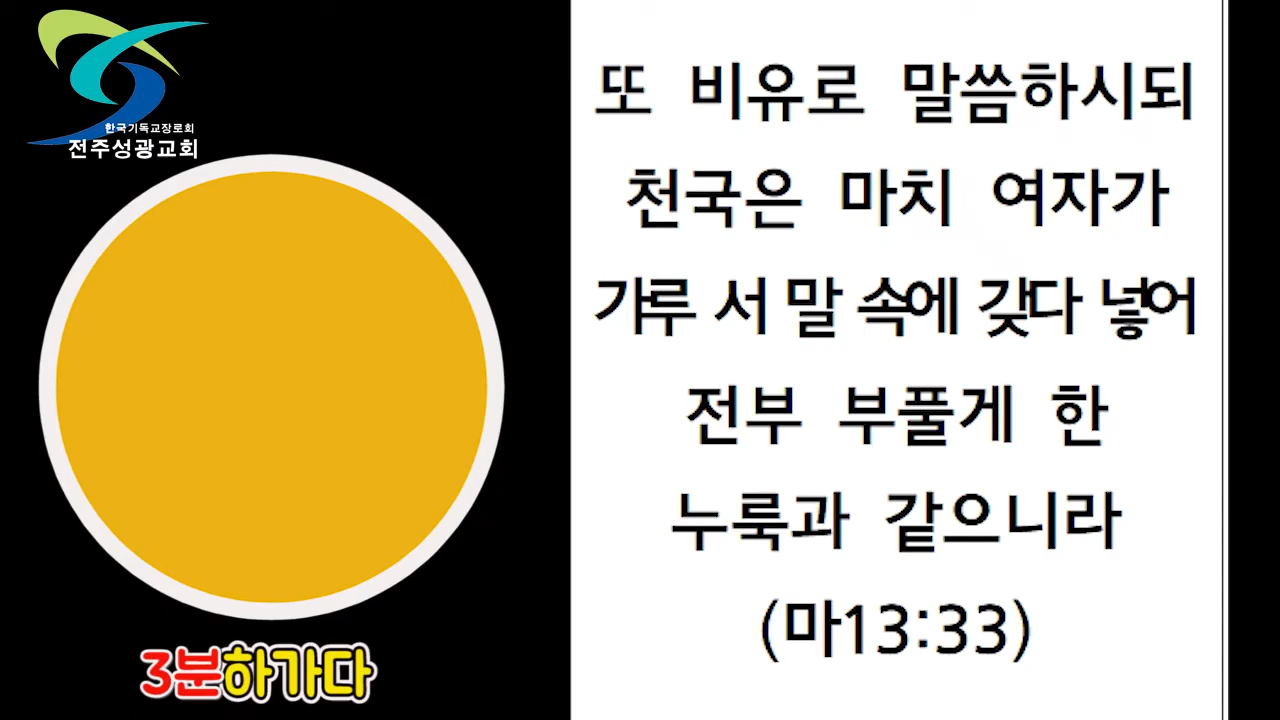 한국기독교장로회
전주성광교회
3분하가다
또 비유로 말씀하시되
천국은 마치 여자가
가루 서 말 속에 갖다 넣어
전부 부풀게 한
누룩과 같으니라
(마13:33)